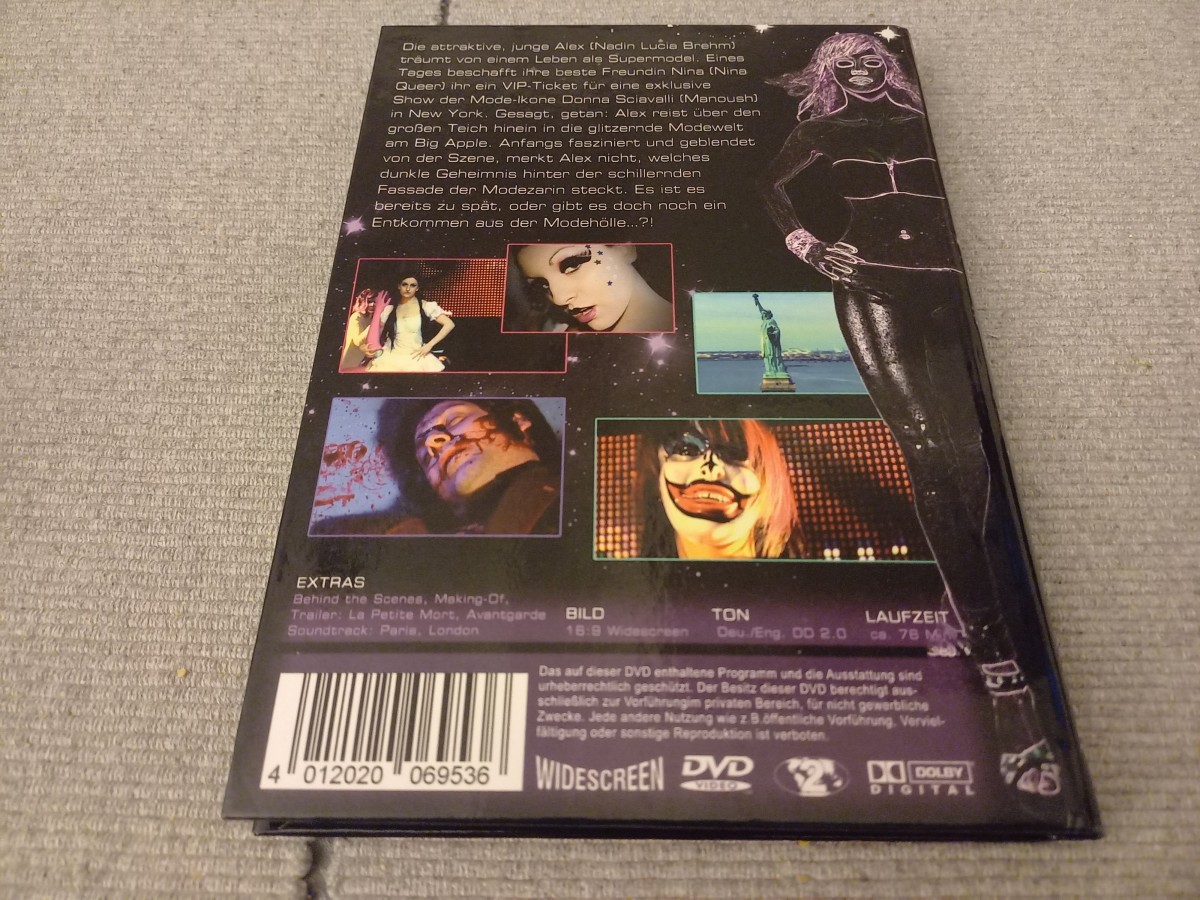 Die attraktive, junge Alex (Nadin Lucia Brehm)
träumt von einem Leben als Supermodel. Eines
Tages beschafft ihre beste Freundin Nina (Nina
Queer) ihr ein VIP-Ticket für eine exklusive
Show der Mode-Ikone Donna Sciavalli (Manoush)
in New York. Gesagt, getan: Alex reist über den
großen Teich hinein in die glitzernde Modewelt
am Big Apple. Anfangs fasziniert und geblendet
von der Szene, merkt Alex nicht, welches
dunkle Geheimnis hinter der schillernden
Fassade der Modezarin steckt. Es ist es
bereits zu spät, oder gibt es doch noch ein
Entkommen aus der Modehölle...?!
EXTRAS
Behind the Scenes, Making-Of,
Trailer: La Petite Mort, Avantgarde
Soundtrack: Paris, London
BILD
16:9 Widescreen
TON
Deu./Eng. DD 2.0
LAUFZEIT
ca. 76 Min.
Das auf dieser DVD enthaltene Programm und die Ausstattung sind
urheberrechtlich geschützt. Der Besitz dieser DVD berechtigt aus-
schließlich zur Vorführungim privaten Bereich, für nicht gewerbliche
Zwecke. Jede andere Nutzung wie z.B.öffentliche Vorführung, Verviel-
fältigung oder sonstige Reproduktion ist verboten.
4 012020 069536
WIDESCREEN
DVD
VIDEO
2
DOLBY
DIGITAL